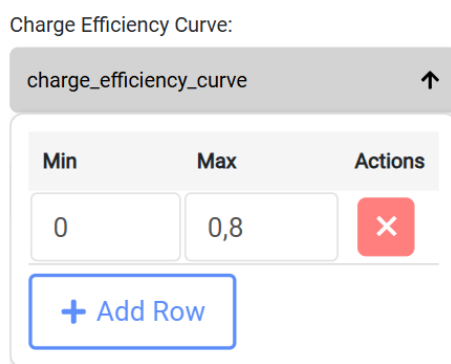 Charge Efficiency Curve:
charge_efficiency_curve
Min Max Actions
0 0,8
Add Row